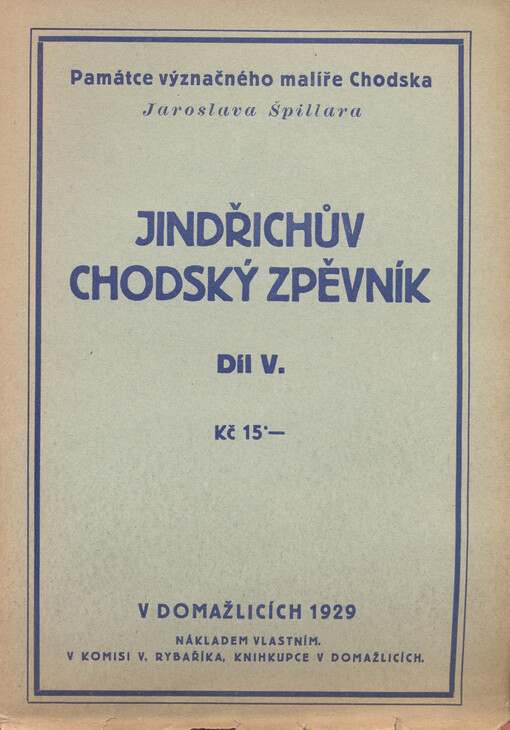 Památce význačného malíře Chodska
Jaroslava Špillara
JINDŘICHŮV
CHODSKÝ ZPĚVNÍK
Díl V.
Kč 15·—
V DOMAŽLICÍCH 1929
NÁKLADEM VLASTNÍM.
V KOMISI V. RYBAŘÍKA, KNIHKUPCE V DOMAŽLICÍCH.